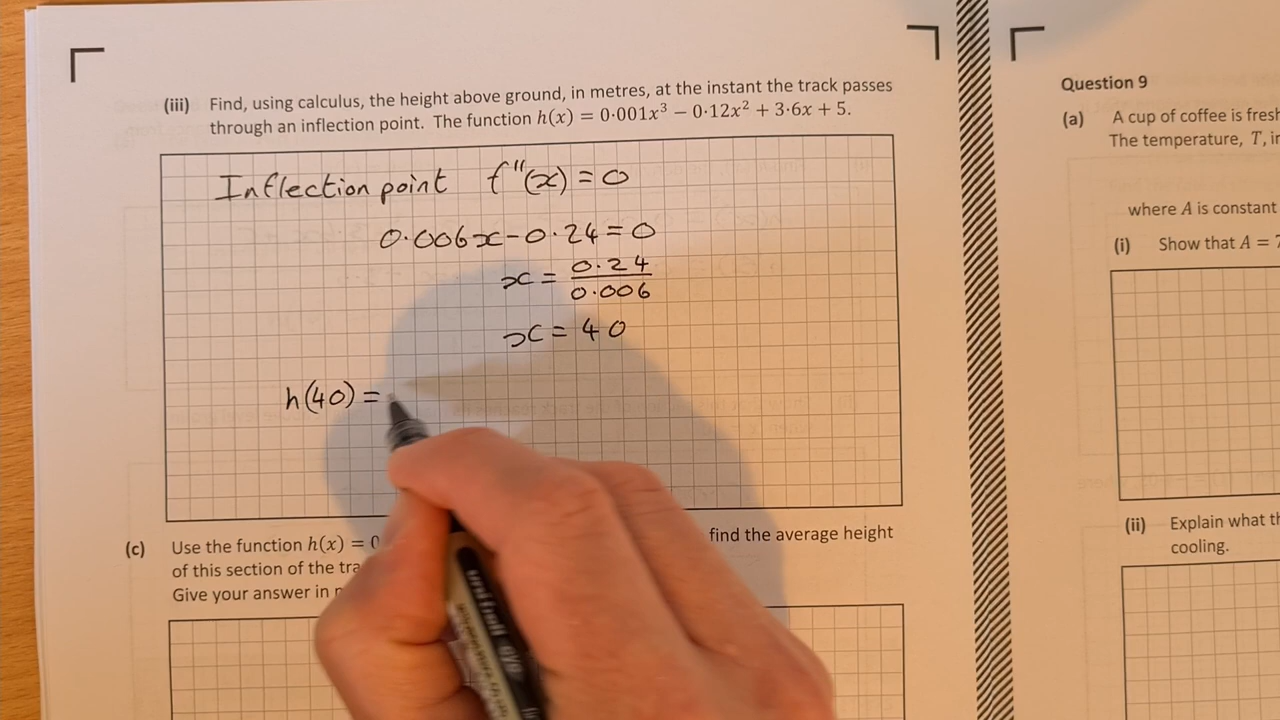 (iii) Find, using calculus, the height above ground, in metres, at the instant the track passes
through an inflection point. The function h(x) = 0·001x³ − 0·12x² + 3·6x + 5.
Inflection point f''(x) = 0
0.006x - 0.24 = 0
x = 0.24/0.006
x = 40
h(40) =
(c) Use the function h(x) = 0 find the average height
of this section of the tra
Give your answer in
uniball eye
Question 9
(a) A cup of coffee is fresh
The temperature, T, in
where A is constant
(i) Show that A = 7
(ii) Explain what th
cooling.